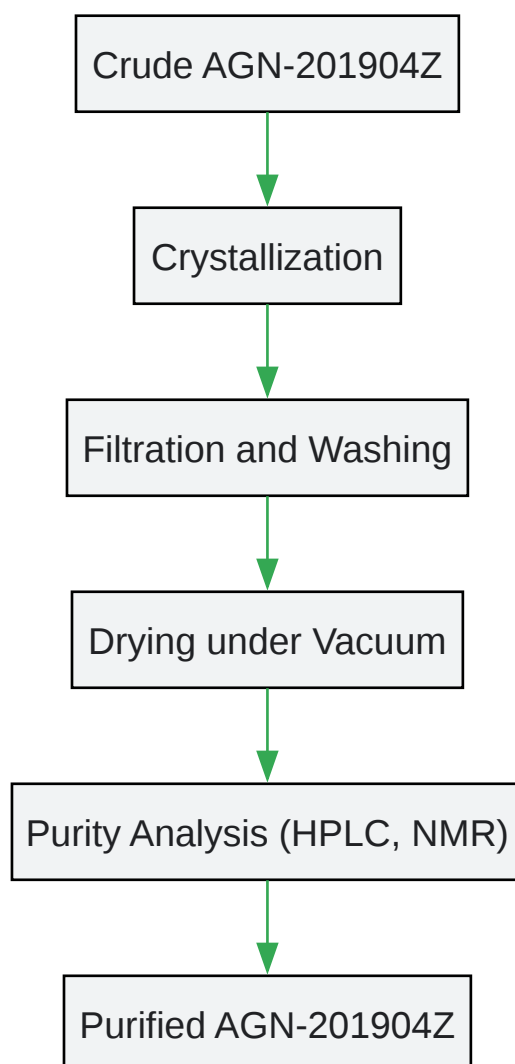 Crude AGN-201904Z
Crystallization
Filtration and Washing
Drying under Vacuum
Purity Analysis (HPLC, NMR)
Purified AGN-201904Z